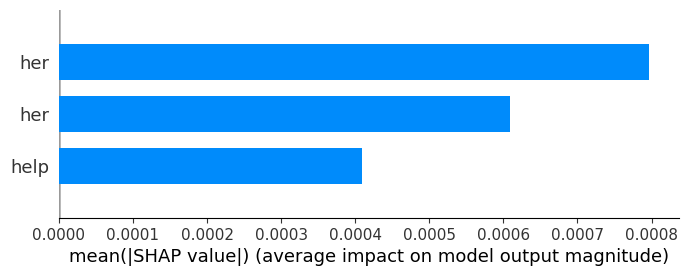 her
her
help
0.0000 0.0001 0.0002 0.0003 0.0004 0.0005 0.0006 0.0007 0.0008
mean(|SHAP value|) (average impact on model output magnitude)